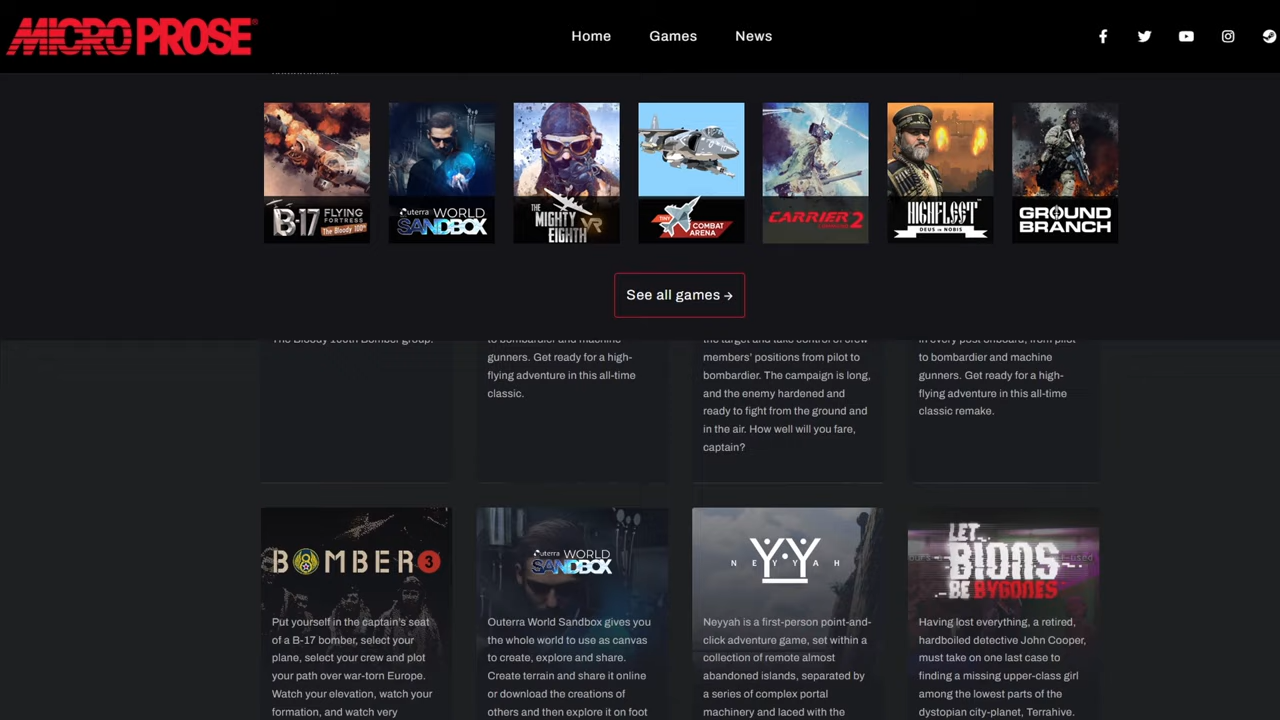 MICROPROSE
Home
Games
News
B-17 FLYING FORTRESS The Bloody 100th
Outerra WORLD SANDBOX
THE MIGHTY EIGHTH VR
TINY COMBAT ARENA
CARRIER COMMAND 2
HIGHFLEET
DEUS IN NOBIS
GROUND BRANCH
See all games →
The Bloody 100th Bomber group.
to bombardier and machine
gunners. Get ready for a high-
flying adventure in this all-time
classic.
the target and take control of crew
members' positions from pilot to
bombardier. The campaign is long,
and the enemy hardened and
ready to fight from the ground and
in the air. How well will you fare,
captain?
in every post onboard, from pilot
to bombardier and machine
gunners. Get ready for a high-
flying adventure in this all-time
classic remake.
BOMBER 3
Put yourself in the captain's seat
of a B-17 bomber, select your
plane, select your crew and plot
your path over war-torn Europe.
Watch your elevation, watch your
formation, and watch very
Outerra WORLD
SANDBOX
Outerra World Sandbox gives you
the whole world to use as canvas
to create, explore and share.
Create terrain and share it online
or download the creations of
others and then explore it on foot
NEYYAH
Neyyah is a first-person point-and-
click adventure game, set within a
collection of remote almost
abandoned islands, separated by
a series of complex portal
machinery and laced with the
LET
BIONS
BE BYGONES
Having lost everything, a retired,
hardboiled detective John Cooper,
must take on one last case to
finding a missing upper-class girl
among the lowest parts of the
dystopian city-planet, Terrahive.